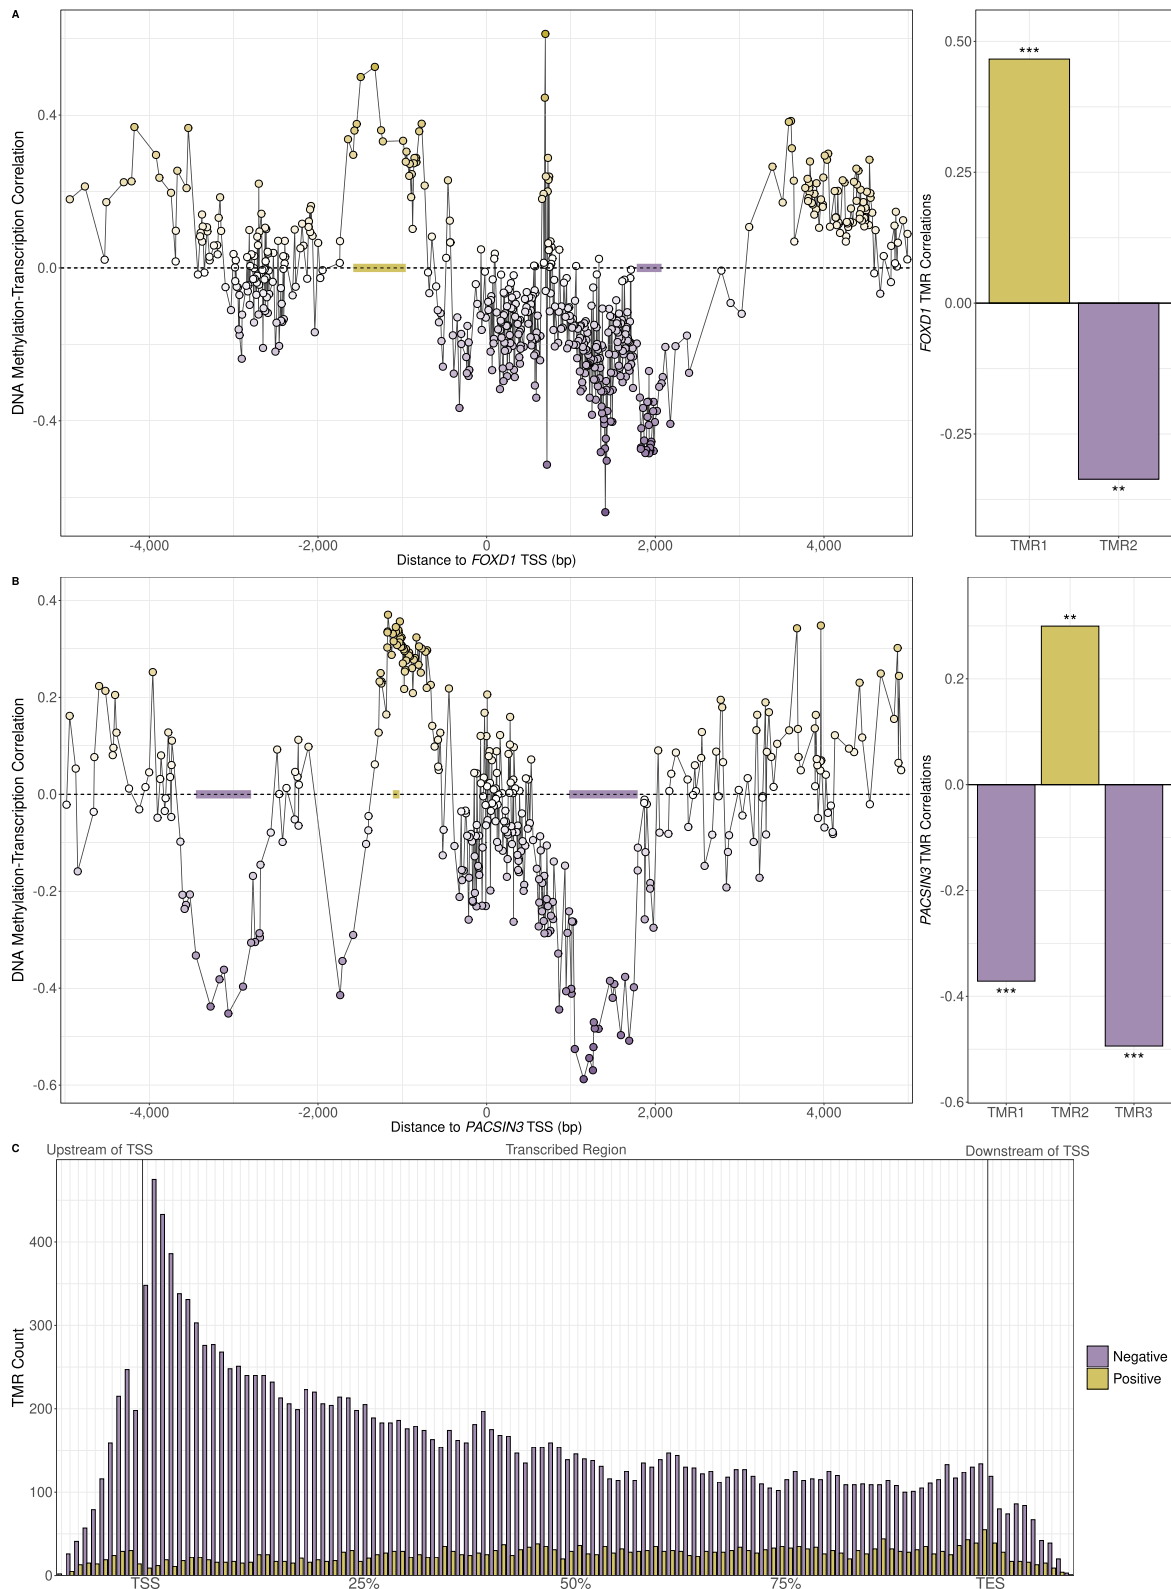 A
DNA Methylation-Transcription Correlation
0.4
0.0
-0.4
-4,000
-2,000
0
2,000
4,000
Distance to FOXD1 TSS (bp)
FOXD1 TMR Correlations
0.50
0.25
0.00
-0.25
***
**
TMR1
TMR2
B
DNA Methylation-Transcription Correlation
0.4
0.2
0.0
-0.2
-0.4
-0.6
-4,000
-2,000
0
2,000
4,000
Distance to PACSIN3 TSS (bp)
PACSIN3 TMR Correlations
0.2
0.0
-0.2
-0.4
-0.6
***
**
***
TMR1
TMR2
TMR3
C
Upstream of TSS
Transcribed Region
Downstream of TSS
TMR Count
400
300
200
100
0
TSS
25%
50%
75%
TES
Negative
Positive